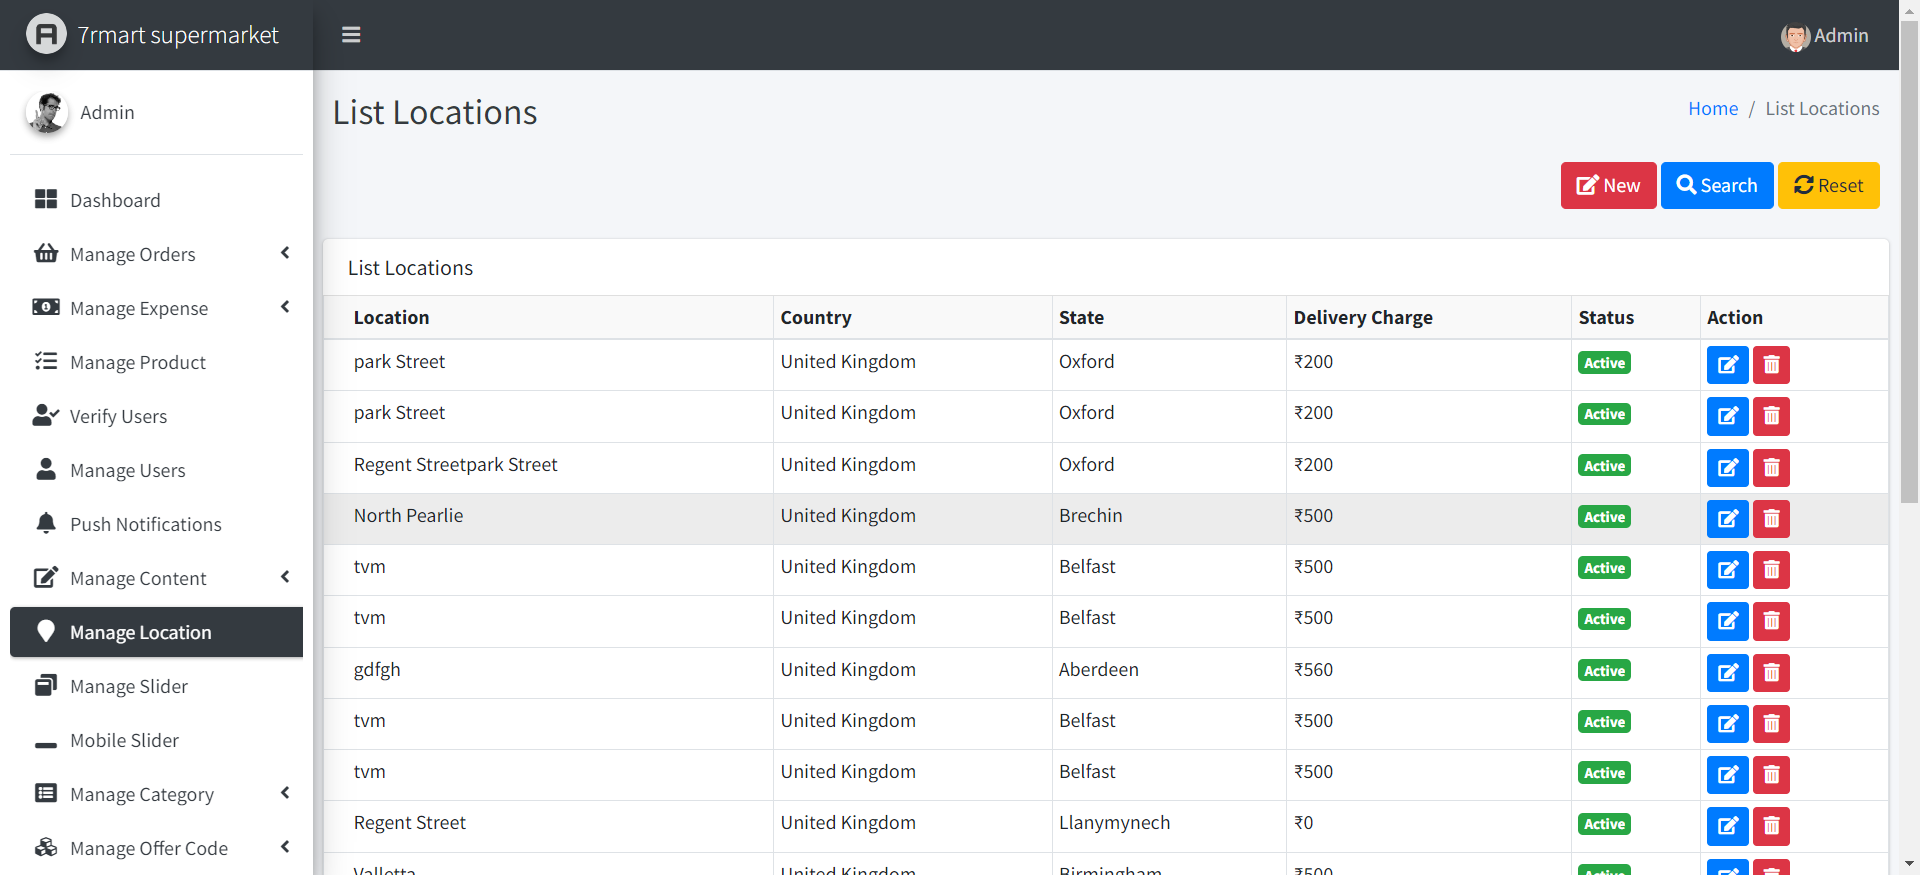 7rmart supermarket
Admin
Admin
List Locations
Home / List Locations
New Search Reset
Dashboard
Manage Orders
Manage Expense
Manage Product
Verify Users
Manage Users
Push Notifications
Manage Content
Manage Location
Manage Slider
Mobile Slider
Manage Category
Manage Offer Code
List Locations
Location Country State Delivery Charge Status Action
park Street United Kingdom Oxford ₹200 Active
park Street United Kingdom Oxford ₹200 Active
Regent Streetpark Street United Kingdom Oxford ₹200 Active
North Pearlie United Kingdom Brechin ₹500 Active
tvm United Kingdom Belfast ₹500 Active
tvm United Kingdom Belfast ₹500 Active
gdfgh United Kingdom Aberdeen ₹560 Active
tvm United Kingdom Belfast ₹500 Active
tvm United Kingdom Belfast ₹500 Active
Regent Street United Kingdom Llanymynech ₹0 Active
Valletta United Kingdom Birmingham ₹500 Active